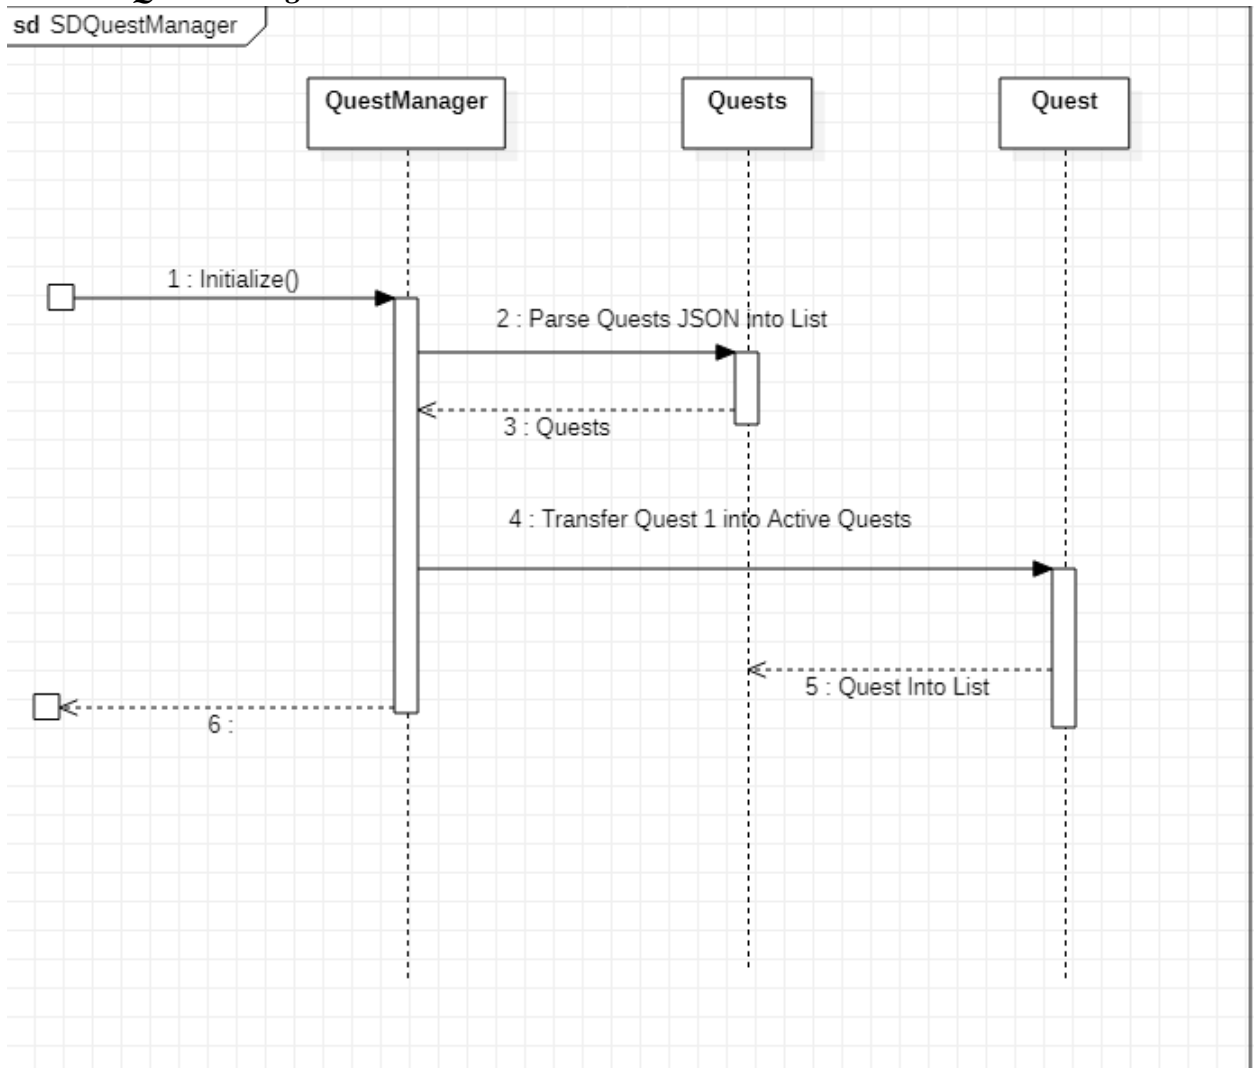 sd SDQuestManager
QuestManager
Quests
Quest
1 : Initialize()
2 : Parse Quests JSON into List
3 : Quests
4 : Transfer Quest 1 into Active Quests
5 : Quest Into List
6 :